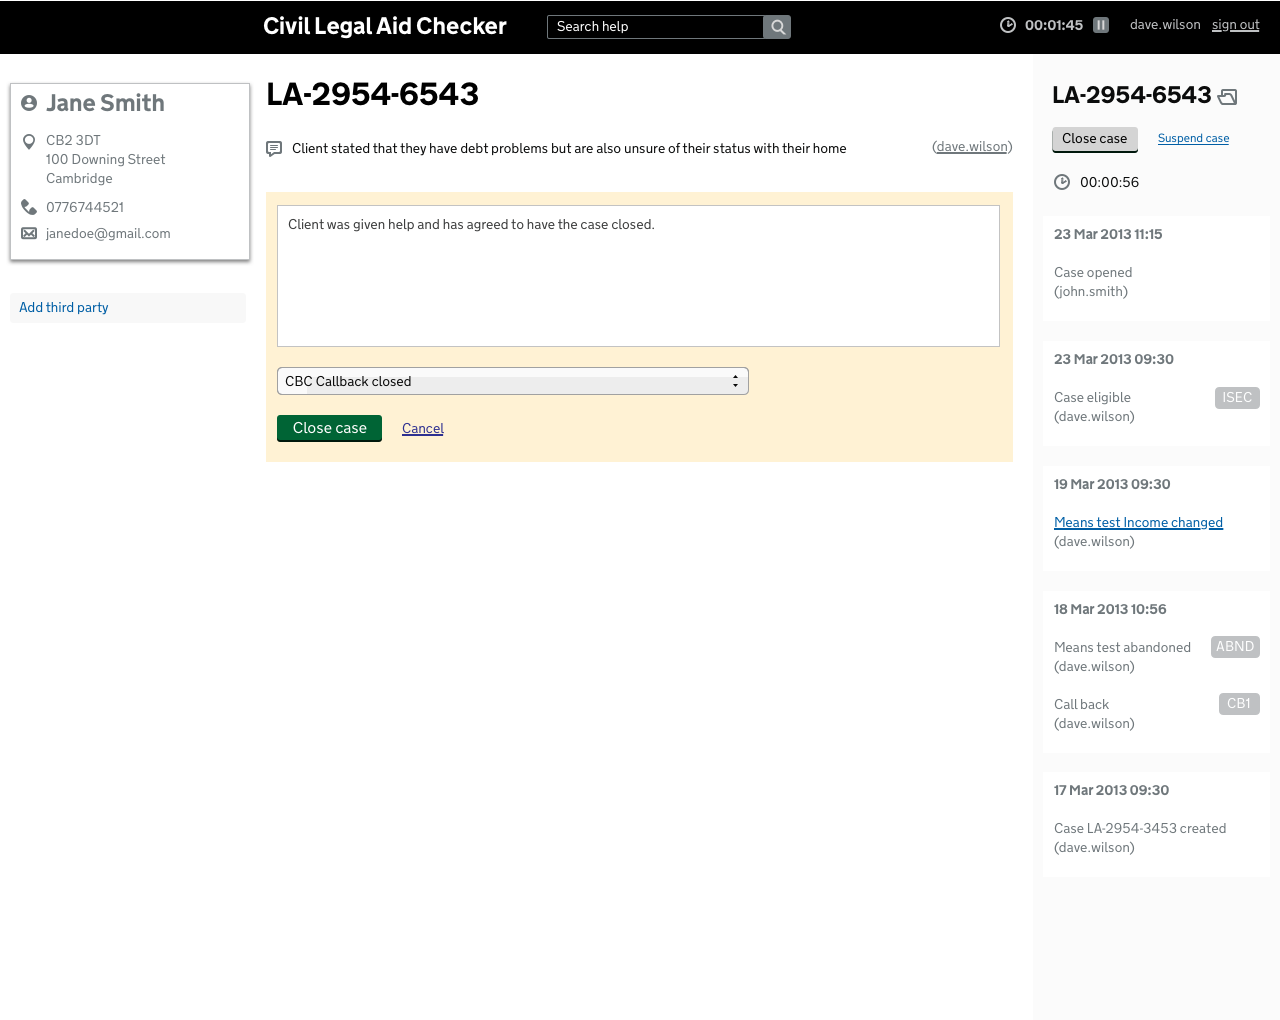 Civil Legal Aid Checker
Search help
00:01:45
dave.wilson
sign out
Jane Smith
CB2 3DT
100 Downing Street
Cambridge
0776744521
janedoe@gmail.com
Add third party
LA-2954-6543
Client stated that they have debt problems but are also unsure of their status with their home
(dave.wilson)
Client was given help and has agreed to have the case closed.
CBC Callback closed
Close case
Cancel
LA-2954-6543
Close case
Suspend case
00:00:56
23 Mar 2013 11:15
Case opened
(john.smith)
23 Mar 2013 09:30
Case eligible
ISEC
(dave.wilson)
19 Mar 2013 09:30
Means test Income changed
(dave.wilson)
18 Mar 2013 10:56
Means test abandoned
ABND
(dave.wilson)
Call back
CB1
(dave.wilson)
17 Mar 2013 09:30
Case LA-2954-3453 created
(dave.wilson)